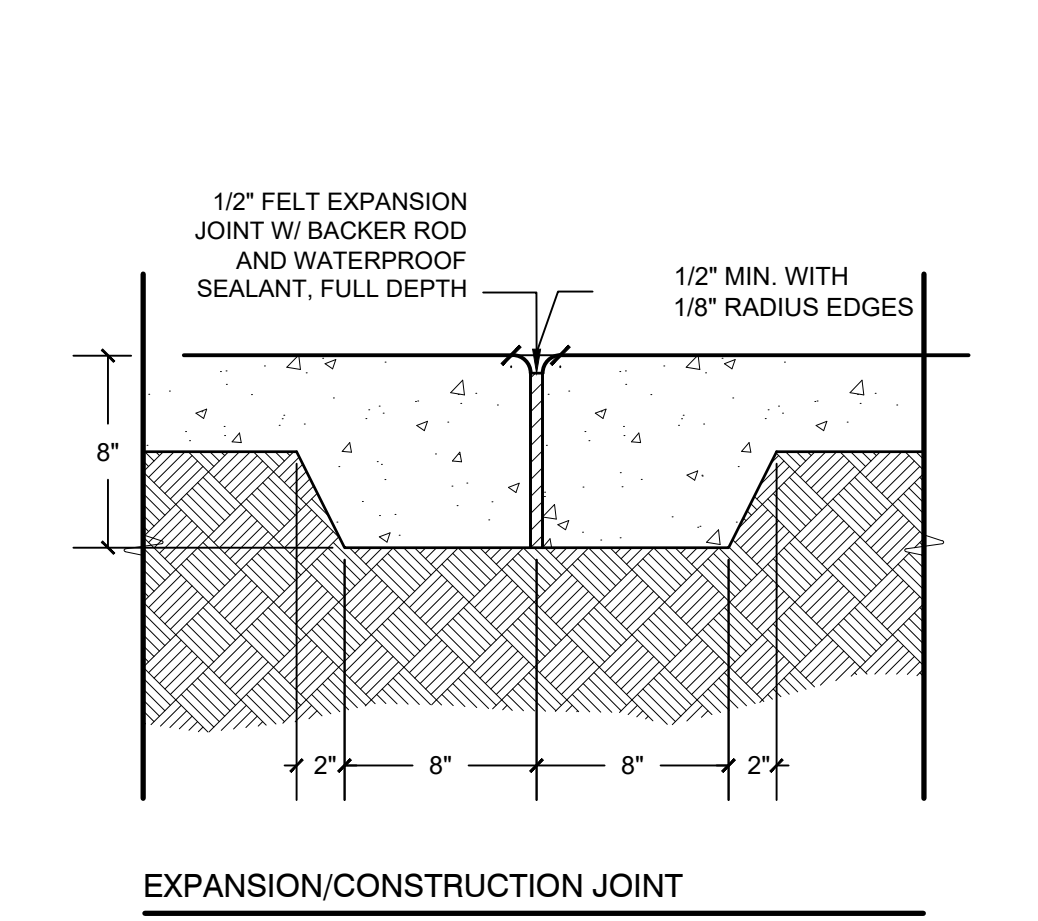 1/2" FELT EXPANSION
JOINT W/ BACKER ROD
AND WATERPROOF
SEALANT, FULL DEPTH
1/2" MIN. WITH
1/8" RADIUS EDGES
8"
2"
8"
8"
2"
EXPANSION/CONSTRUCTION JOINT